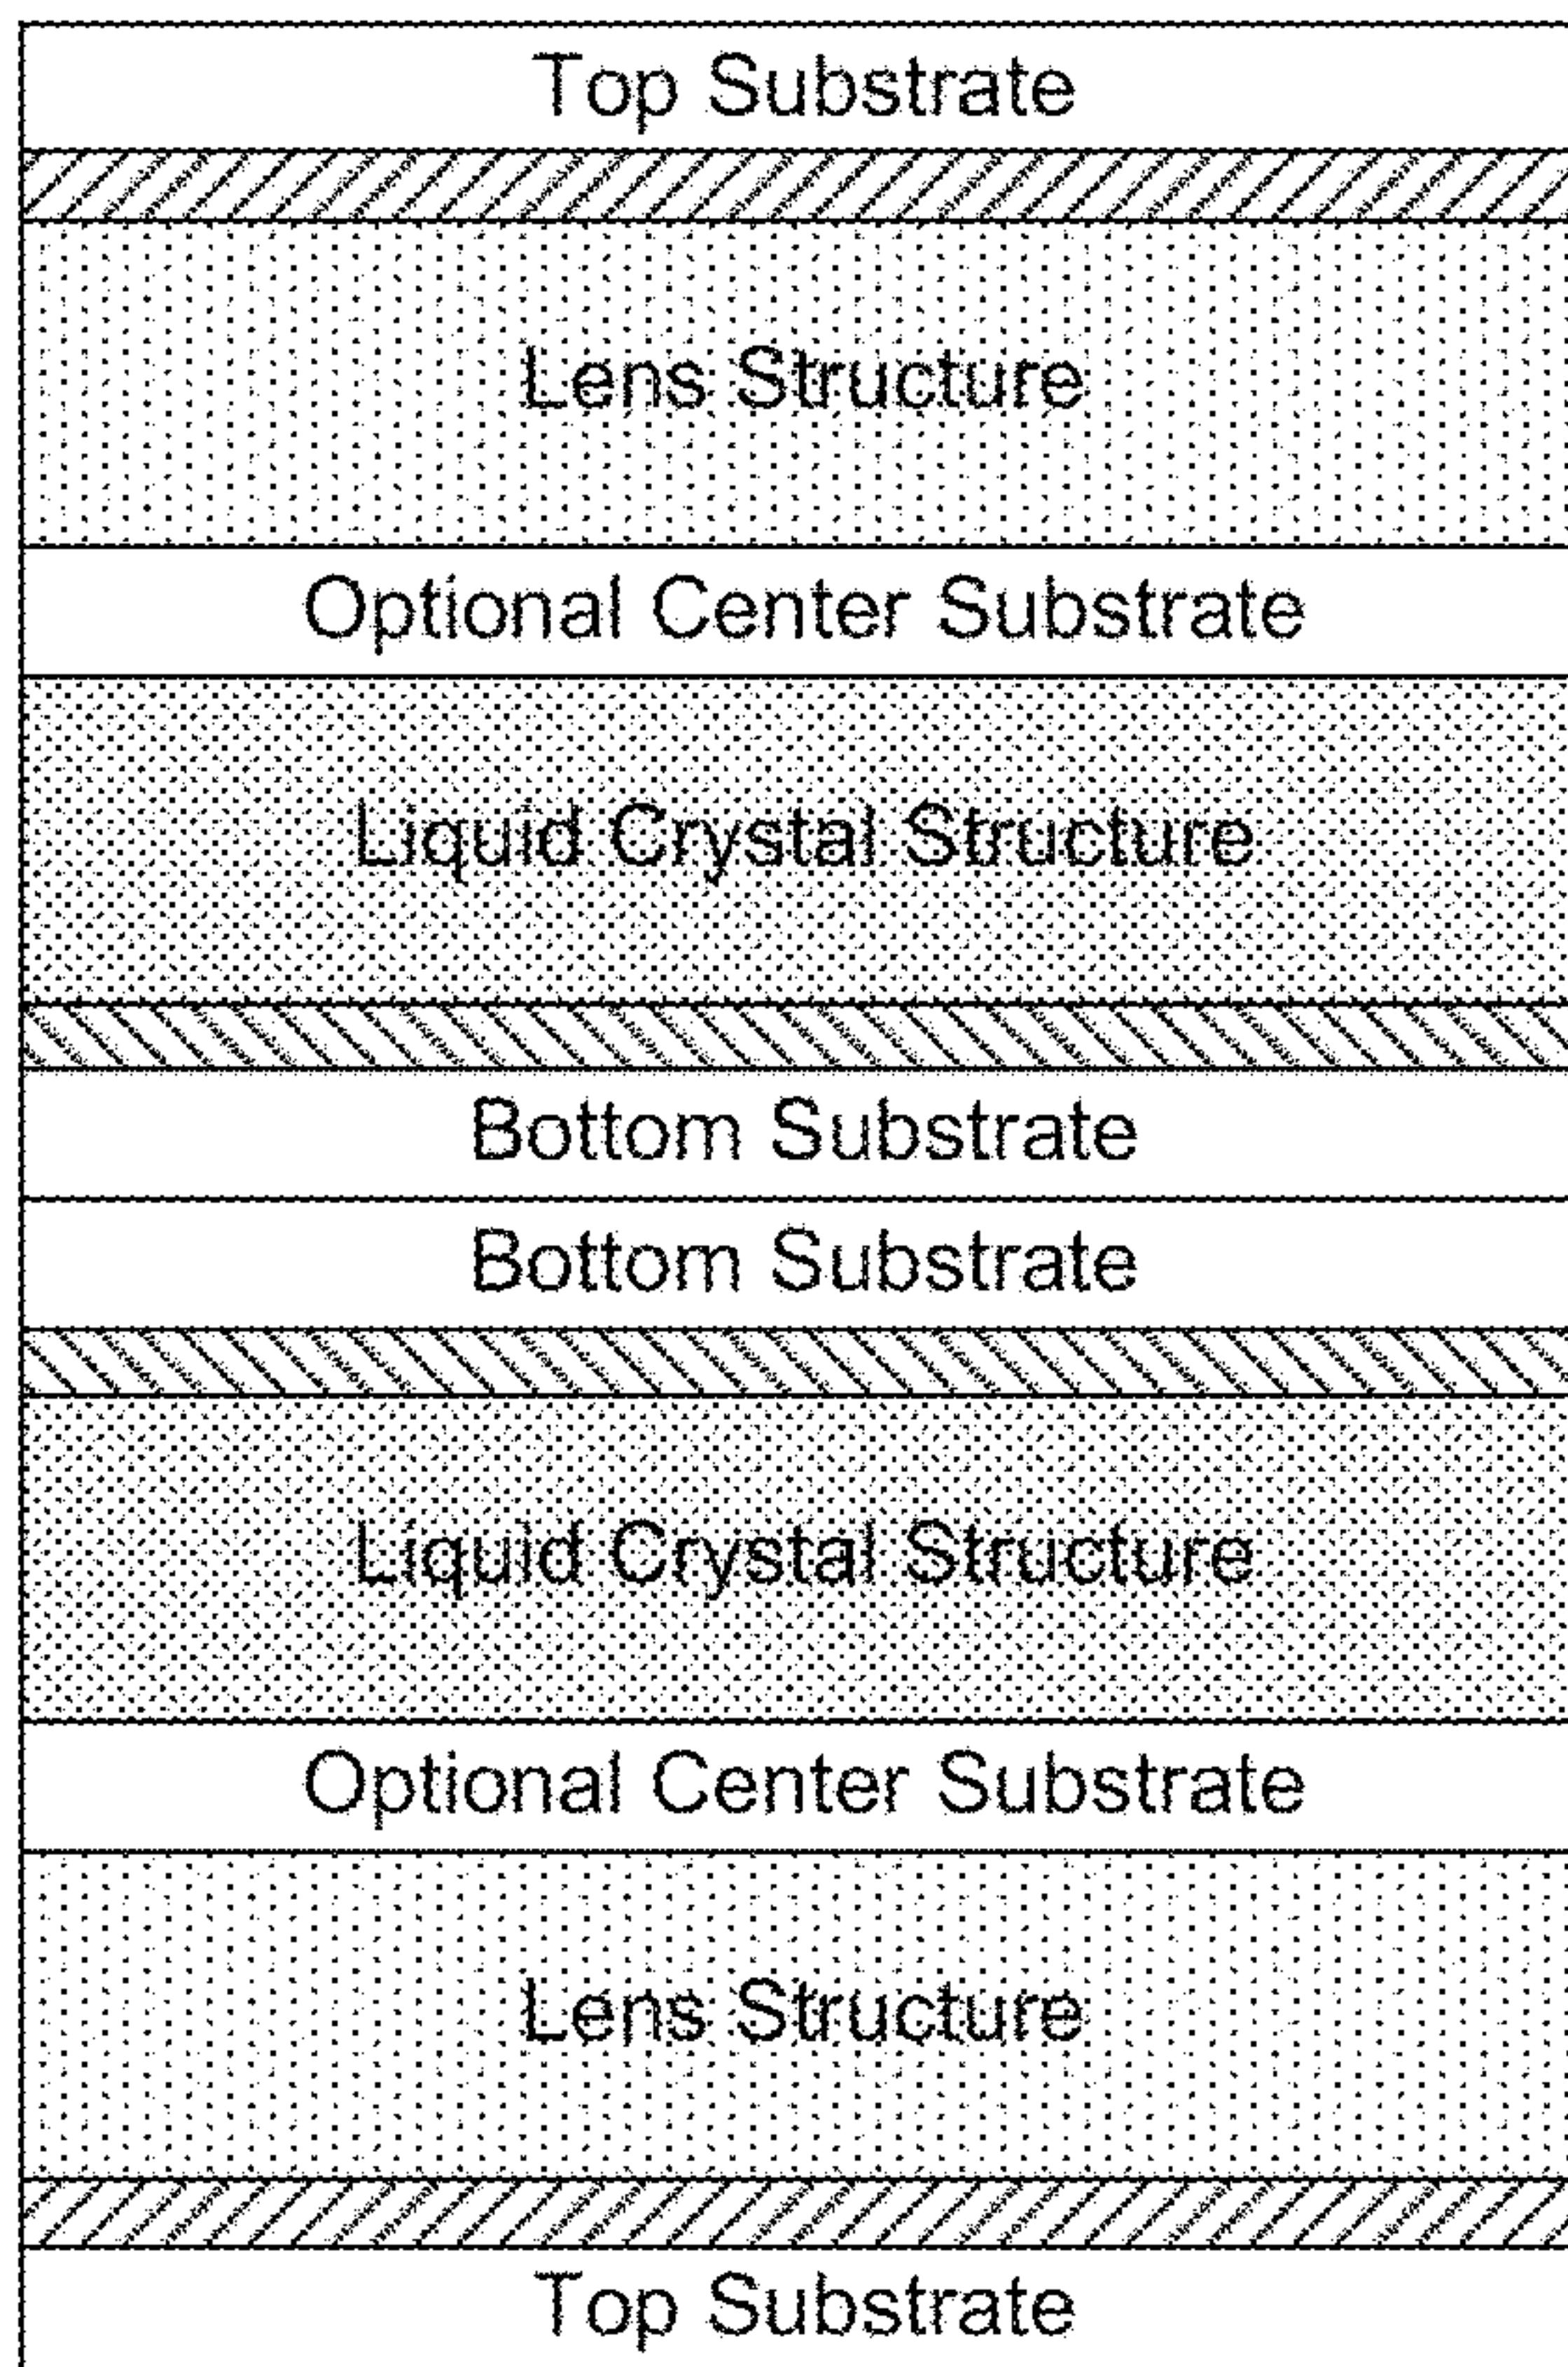 Top Substrate
Lens Structure
Optional Center Substrate
Liquid Crystal Structure
Bottom Substrate
Bottom Substrate
Liquid Crystal Structure
Optional Center Substrate
Lens Structure
Top Substrate